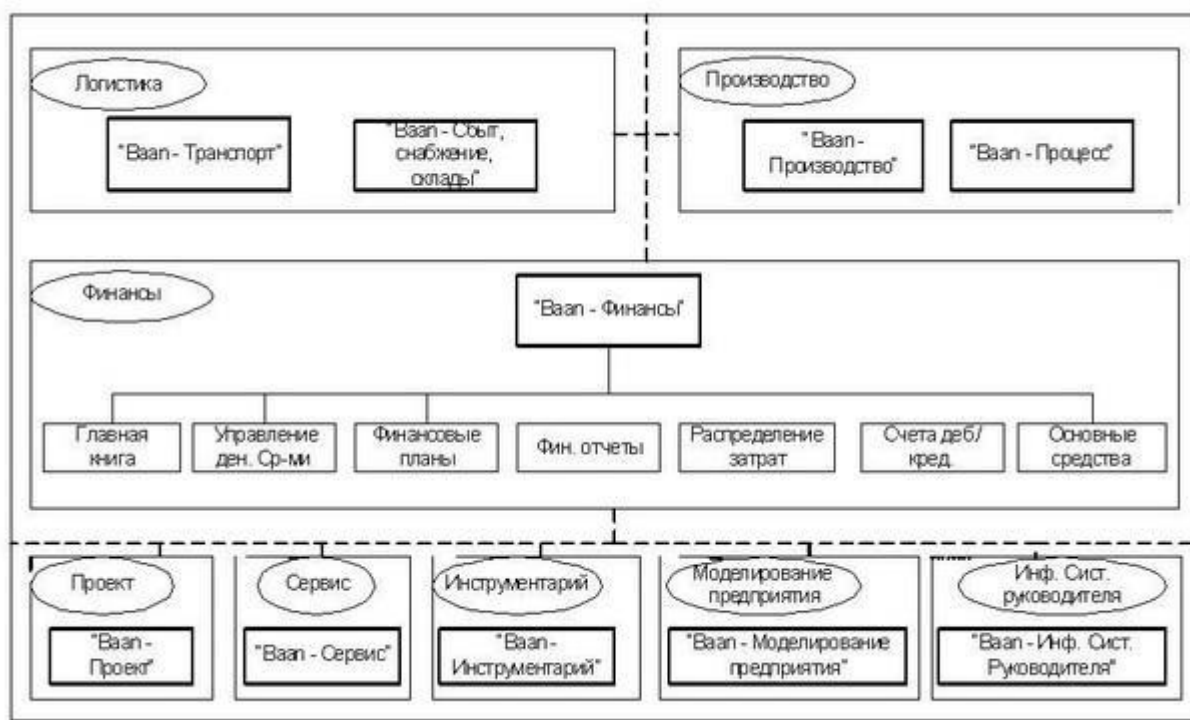 Логистика
"Baan - Транспорт"
"Baan - Сбыт,
снабжение,
склады"
Производство
"Baan -
Производство"
"Baan - Процесс"
Финансы
"Baan - Финансы"
Главная
книга
Управление
ден. Ср-ми
Финансовые
планы
Фин. отчеты
Распределение
затрат
Счета деб./
кред.
Основные
средства
Проект
"Baan -
Проект"
Сервис
"Baan - Сервис"
Инструментарий
"Baan -
Инструментарий"
Моделирование
предприятия
"Baan - Моделирование
предприятия"
Инф. Сист.
руководителя
"Baan - Инф. Сист.
Руководителя"